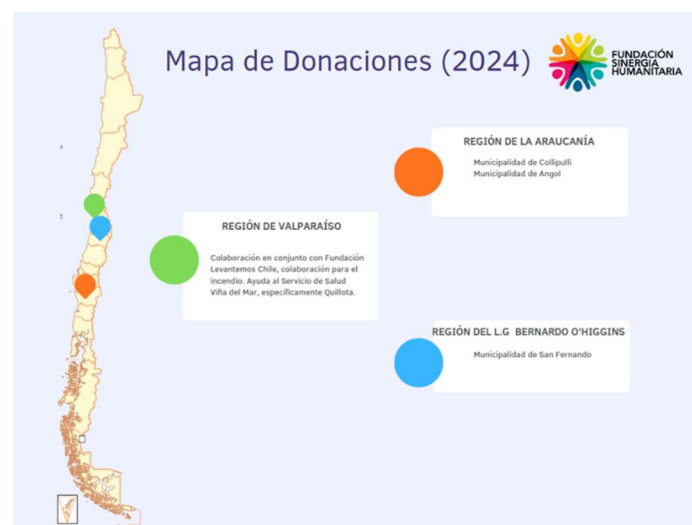 Mapa de Donaciones (2024)
FUNDACIÓN
SINERGIA
HUMANITARIA
REGIÓN DE LA ARAUCANÍA
Municipalidad de Collipulli
Municipalidad de Angol
REGIÓN DE VALPARAÍSO
Colaboración en conjunto con Fundación
Levantemos Chile, colaboración para el
incendio. Ayuda al Servicio de Salud
Viña del Mar, específicamente Quillota.
REGIÓN DEL L.G BERNARDO O'HIGGINS
Municipalidad de San Fernando